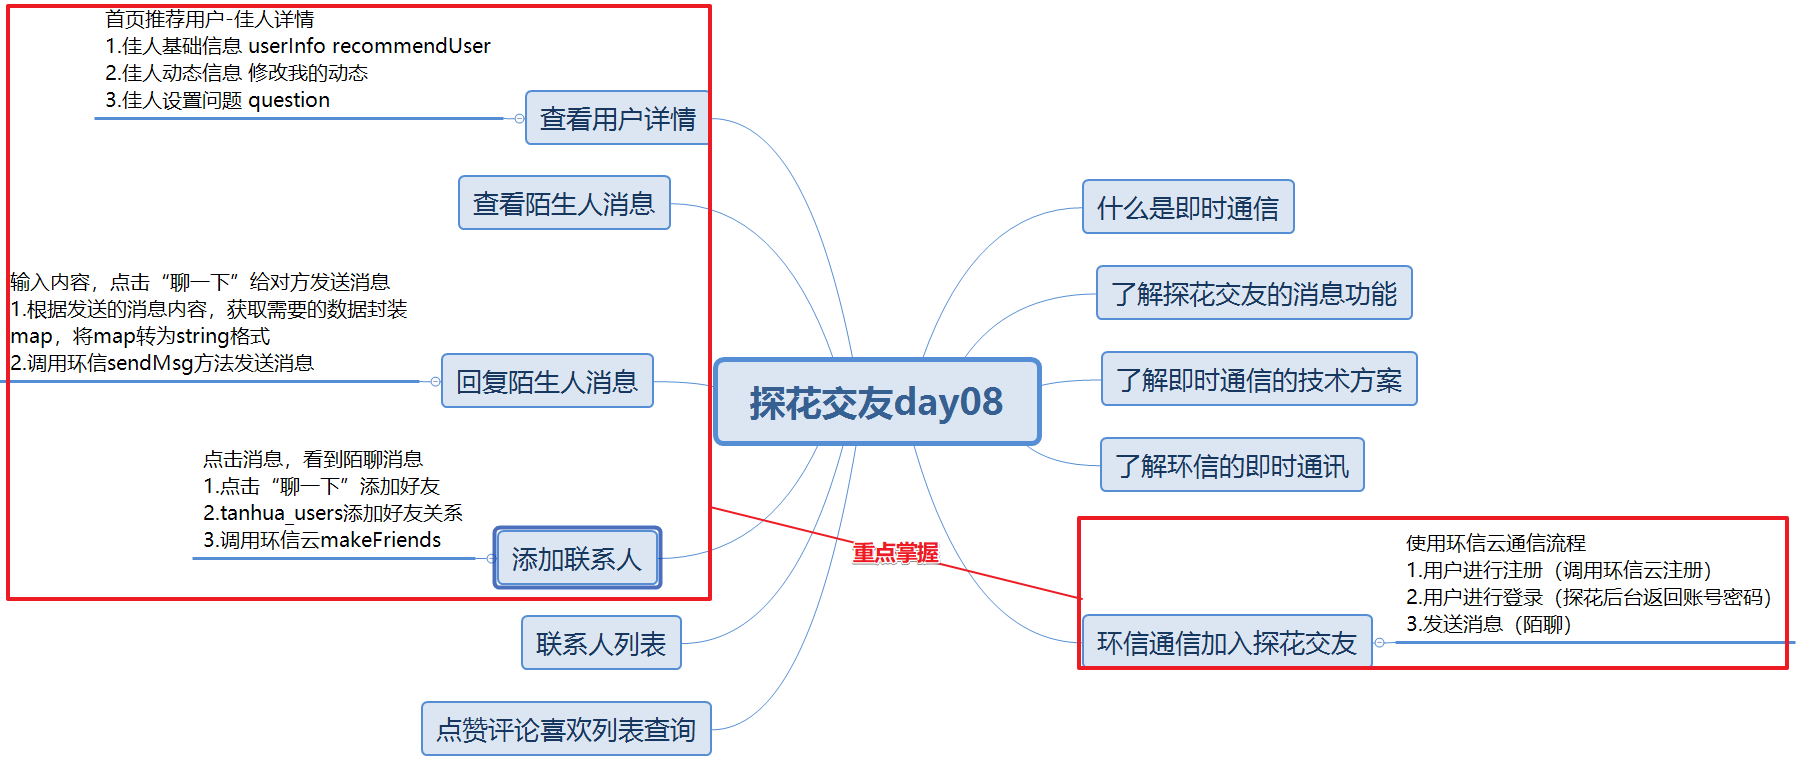 首页推荐用户-佳人详情
1.佳人基础信息 userInfo recommendUser
2.佳人动态信息 修改我的动态
3.佳人设置问题 question
查看用户详情
查看陌生人消息
输入内容，点击“聊一下”给对方发送消息
1.根据发送的消息内容，获取需要的数据封装
map，将map转为string格式
2.调用环信sendMsg方法发送消息
回复陌生人消息
点击消息，看到陌聊消息
1.点击“聊一下”添加好友
2.tanhua_users添加好友关系
3.调用环信云makeFriends
添加联系人
联系人列表
点赞评论喜欢列表查询
探花交友day08
重点掌握
什么是即时通信
了解探花交友的消息功能
了解即时通信的技术方案
了解环信的即时通讯
环信通信加入探花交友
使用环信云通信流程
1.用户进行注册（调用环信云注册）
2.用户进行登录（探花后台返回账号密码）
3.发送消息（陌聊）